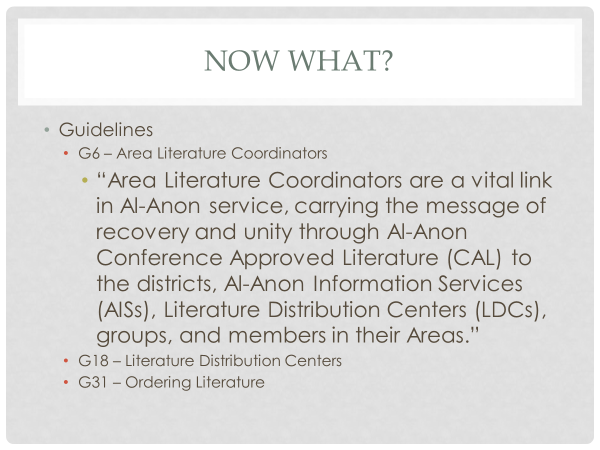 NOW WHAT?
• Guidelines
• G6 – Area Literature Coordinators
• “Area Literature Coordinators are a vital link
in Al-Anon service, carrying the message of
recovery and unity through Al-Anon
Conference Approved Literature (CAL) to
the districts, Al-Anon Information Services
(AISs), Literature Distribution Centers (LDCs),
groups, and members in their Areas.”
• G18 – Literature Distribution Centers
• G31 – Ordering Literature